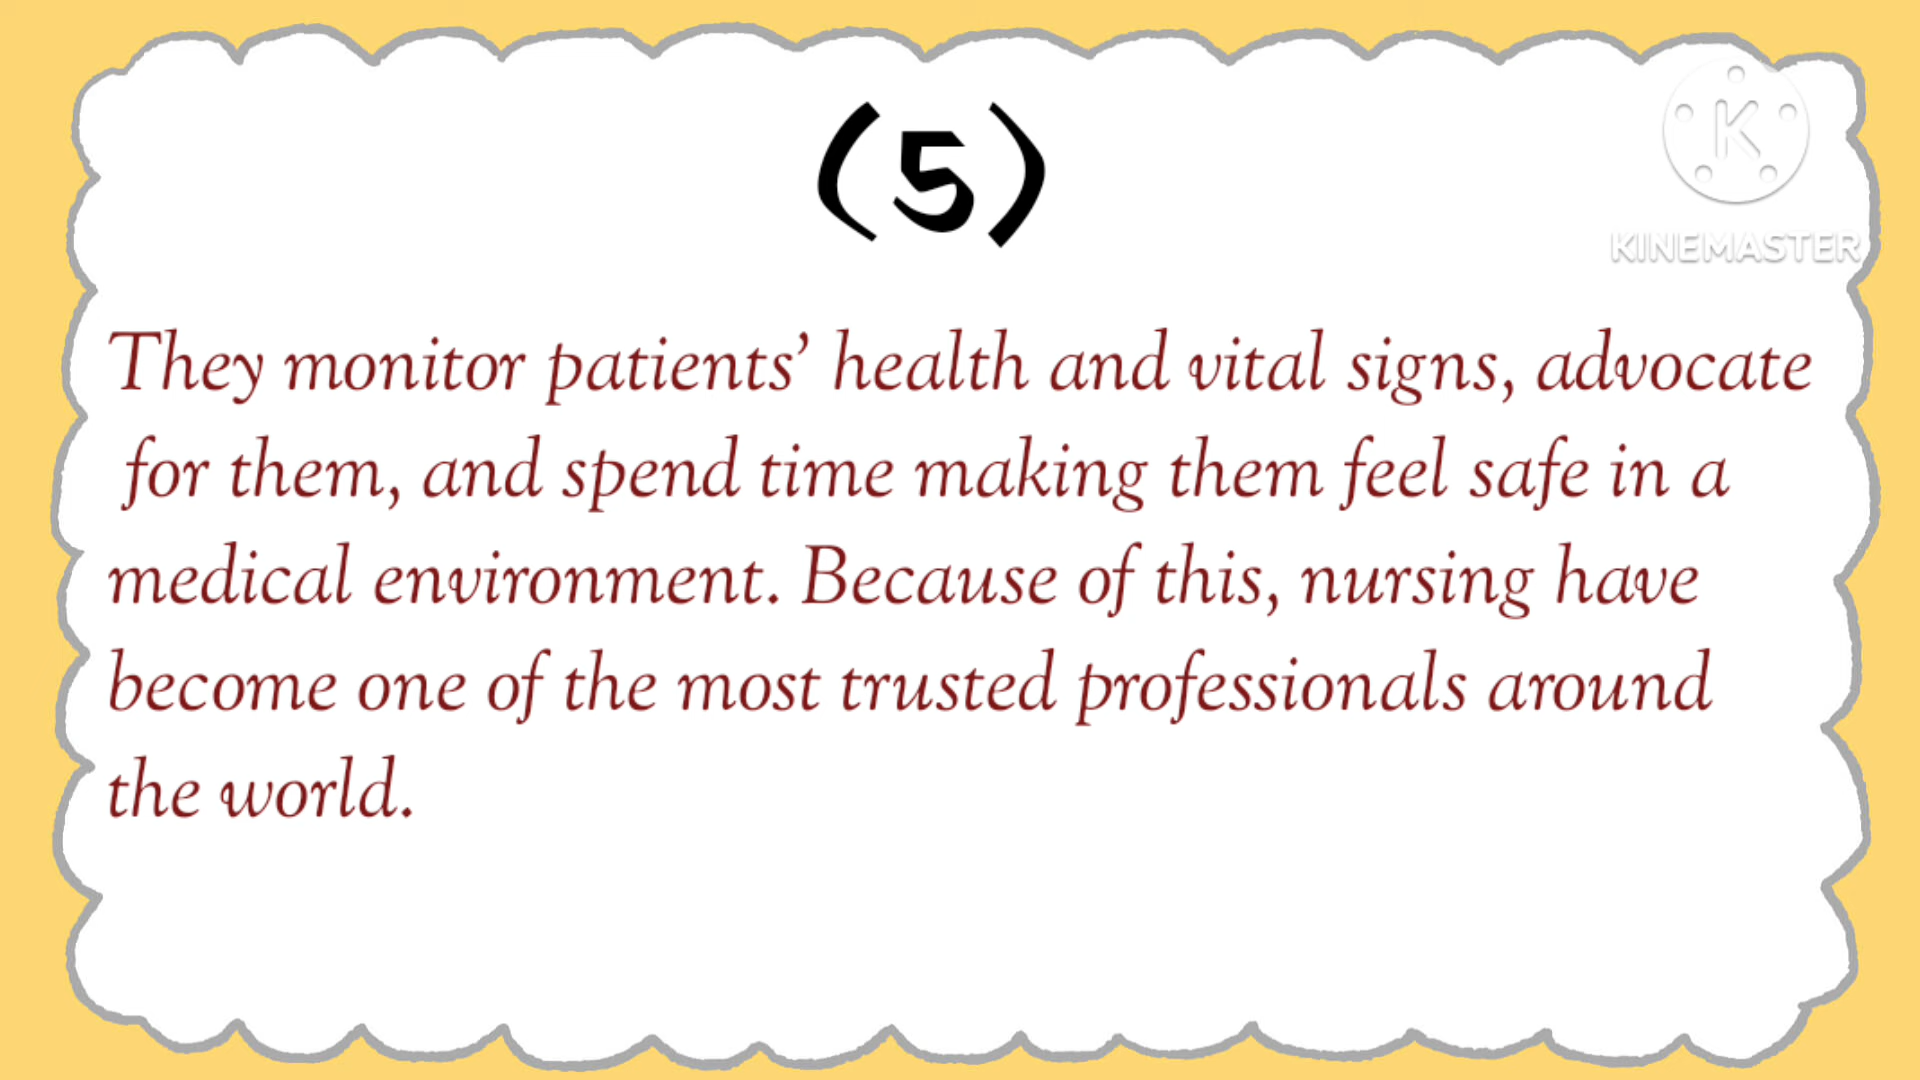 (5)
KINEMASTER
They monitor patients’ health and vital signs, advocate
for them, and spend time making them feel safe in a
medical environment. Because of this, nursing have
become one of the most trusted professionals around
the world.